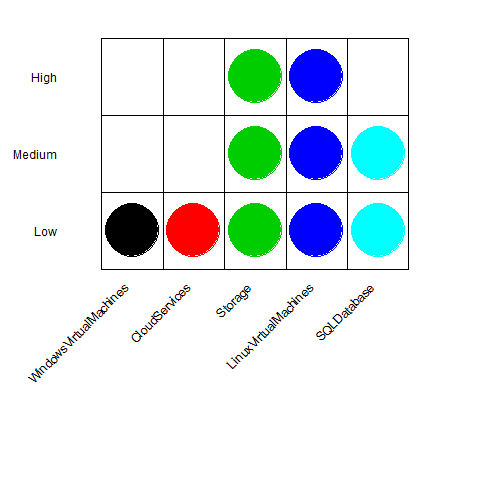 High
Medium
Low
WindowsVirtualMachines
CloudServices
Storage
LinuxVirtualMachines
SQLDatabase